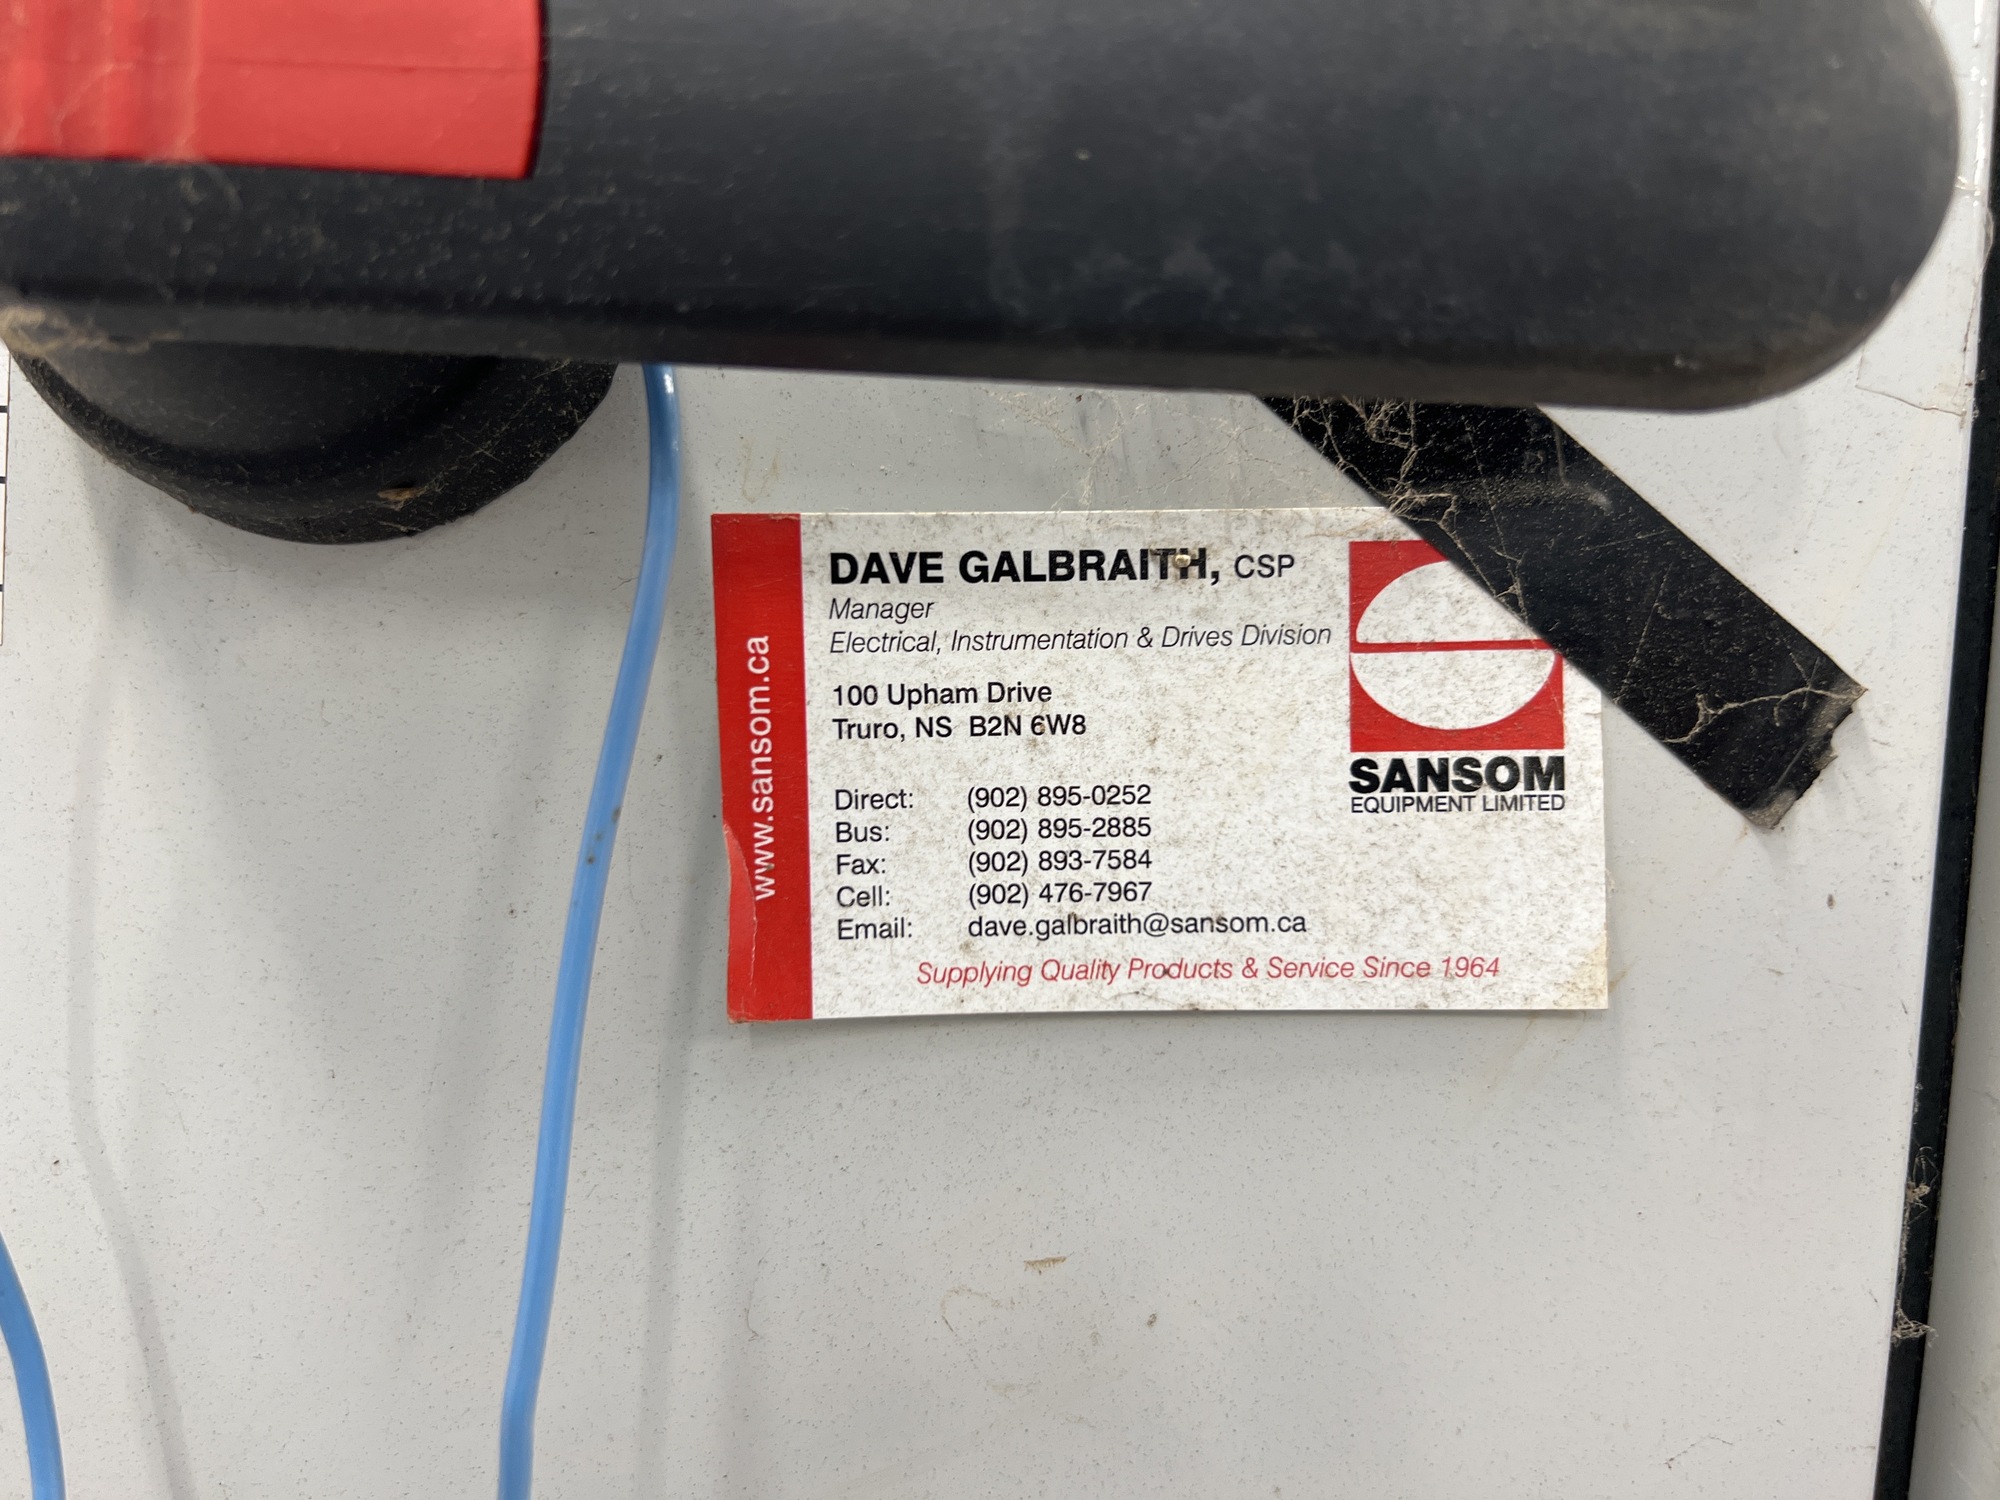 DAVE GALBRAITH, CSP
Manager
Electrical, Instrumentation & Drives Division
100 Upham Drive
Truro, NS B2N 6W8
Direct: (902) 895-0252
Bus: (902) 895-2885
Fax: (902) 893-7584
Cell: (902) 476-7967
Email: dave.galbraith@sansom.ca
Supplying Quality Products & Service Since 1964
www.sansom.ca
SANSOM
EQUIPMENT LIMITED